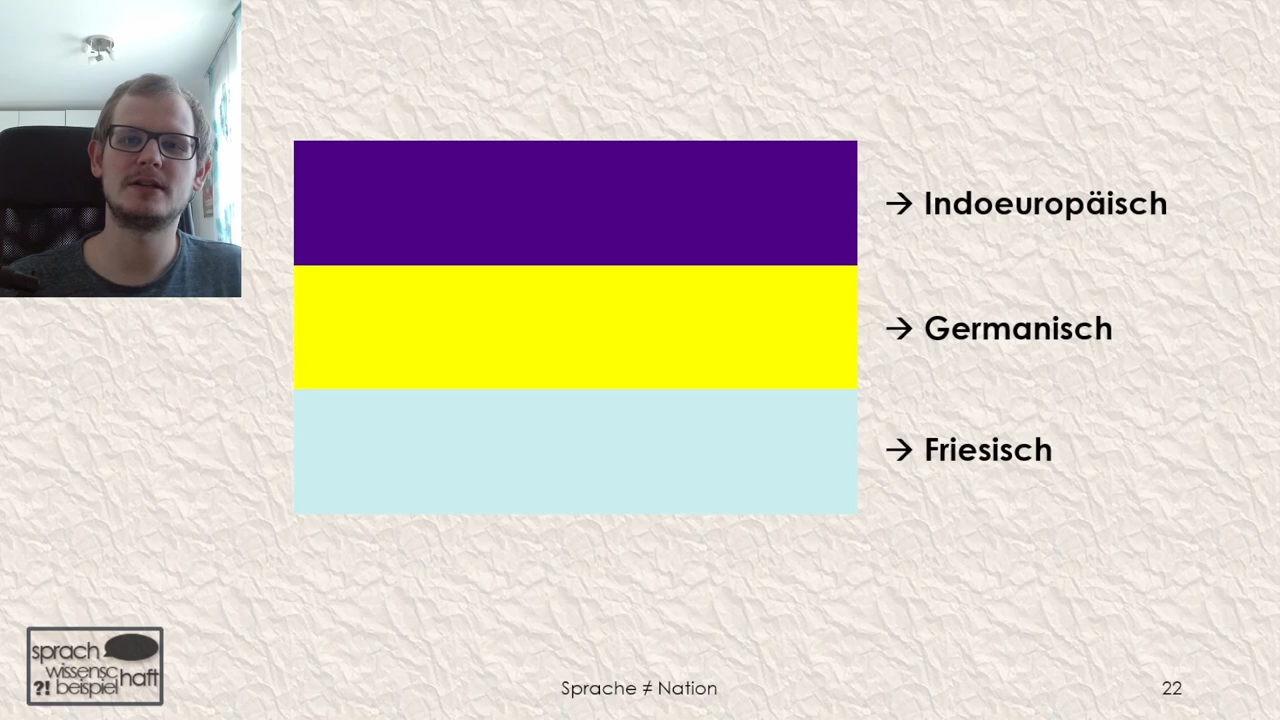 → Indoeuropäisch
→ Germanisch
→ Friesisch
sprach
wissensc
haft
?! beispiel
Sprache ≠ Nation
22